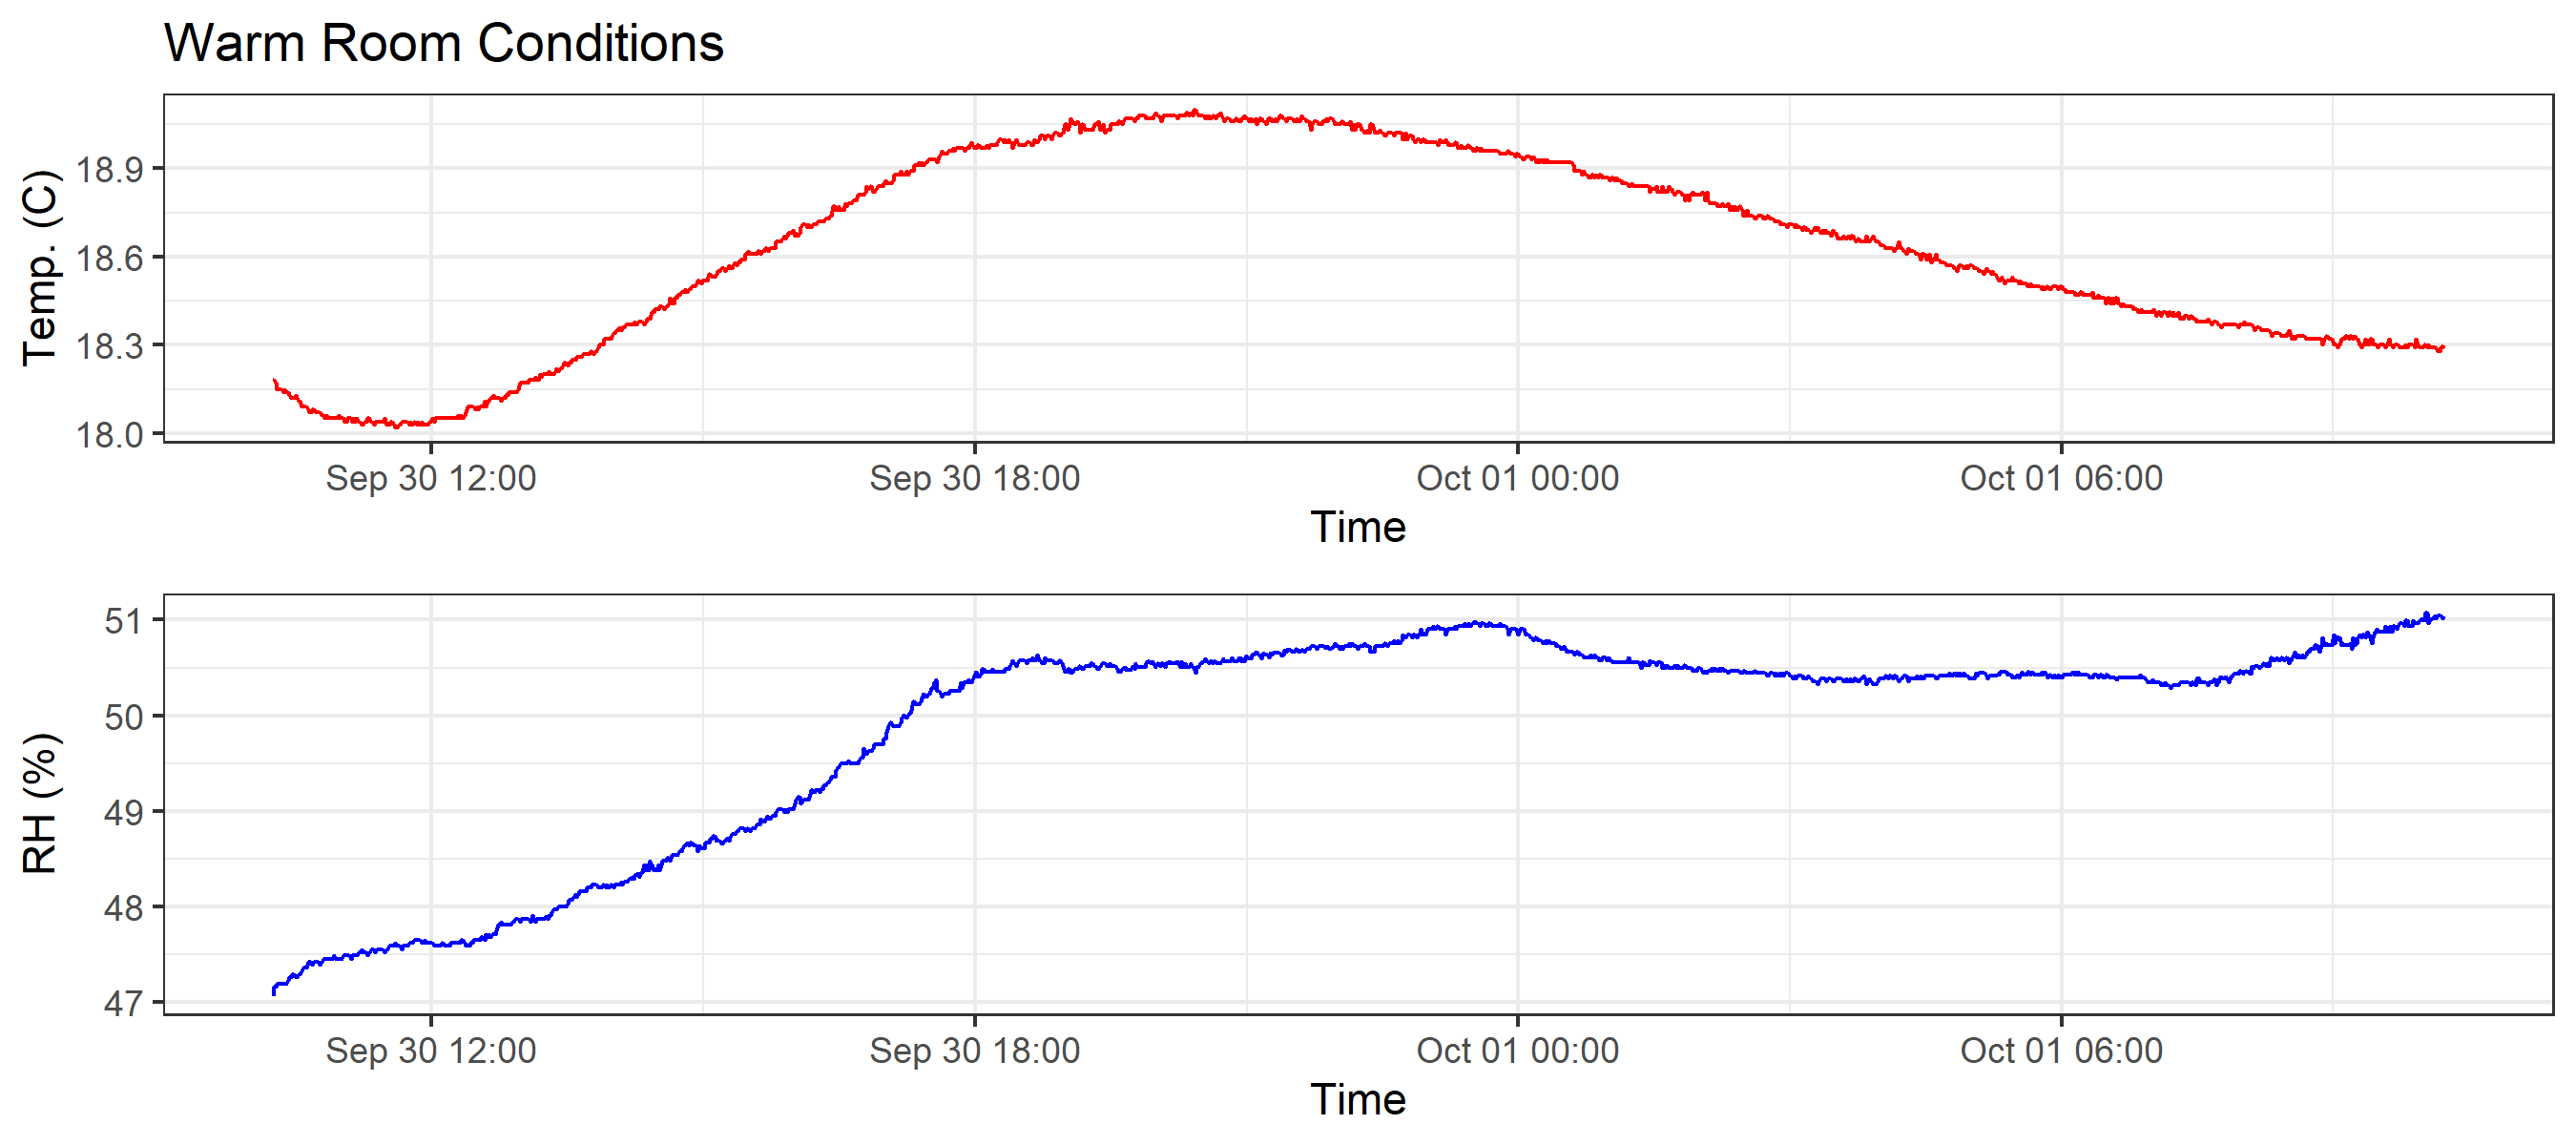 Warm Room Conditions
Temp. (C)
18.9
18.6
18.3
18.0
Sep 30 12:00 Sep 30 18:00 Oct 01 00:00 Oct 01 06:00
Time
RH (%)
51
50
49
48
47
Sep 30 12:00 Sep 30 18:00 Oct 01 00:00 Oct 01 06:00
Time